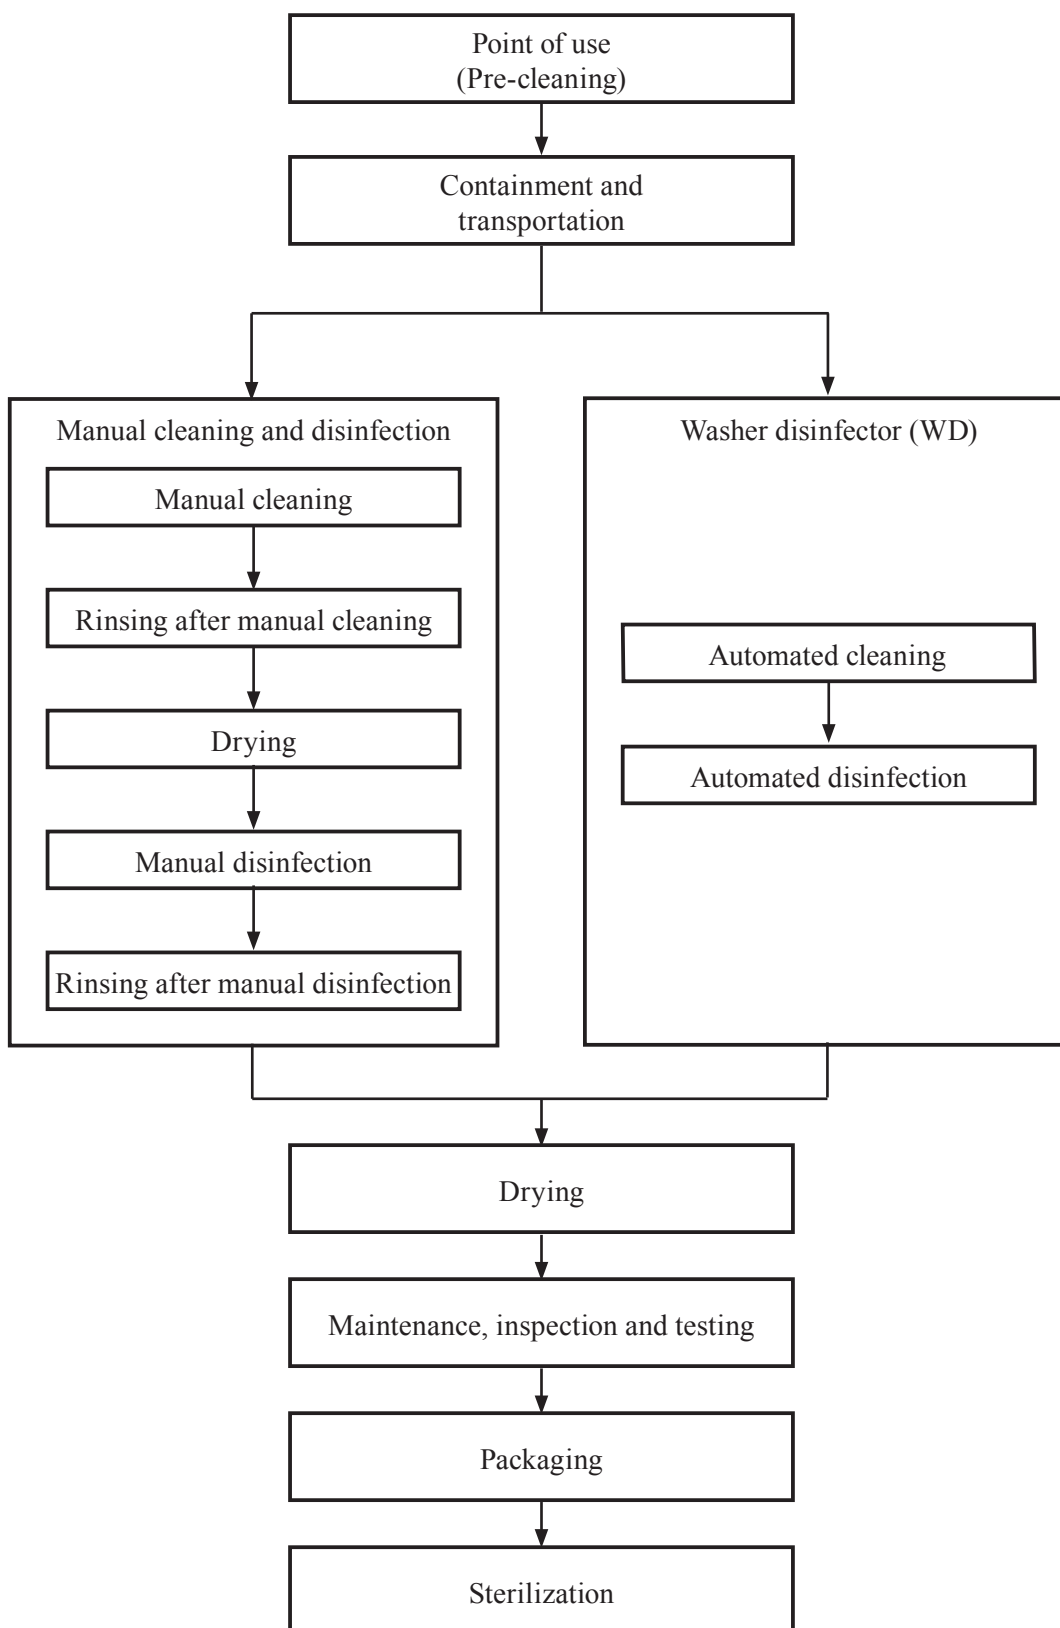 Point of use
(Pre-cleaning)
Containment and
transportation
Manual cleaning and disinfection
Manual cleaning
Rinsing after manual cleaning
Drying
Manual disinfection
Rinsing after manual disinfection
Washer disinfector (WD)
Automated cleaning
Automated disinfection
Drying
Maintenance, inspection and testing
Packaging
Sterilization